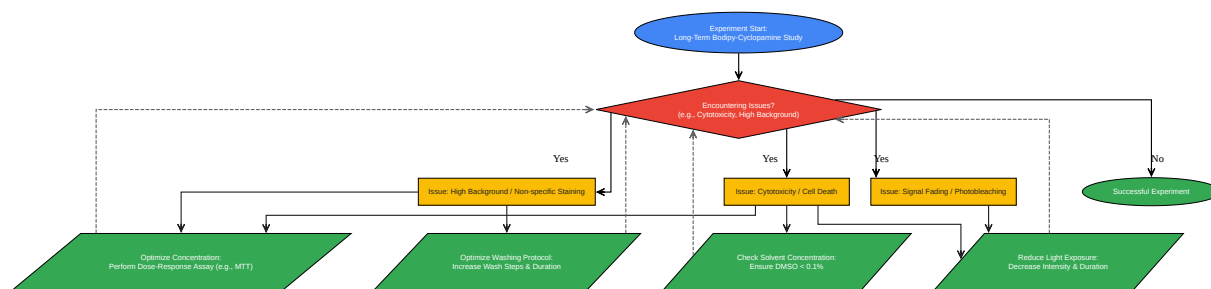 Experiment Start:
Long-Term Bodipy-Cyclopamine Study
Encountering Issues?
(e.g., Cytotoxicity, High Background)
Yes
Yes
Yes
No
Issue: High Background / Non-specific Staining
Issue: Cytotoxicity / Cell Death
Issue: Signal Fading / Photobleaching
Successful Experiment
Optimize Concentration:
Perform Dose-Response Assay (e.g., MTT)
Optimize Washing Protocol:
Increase Wash Steps & Duration
Check Solvent Concentration:
Ensure DMSO < 0.1%
Reduce Light Exposure:
Decrease Intensity & Duration